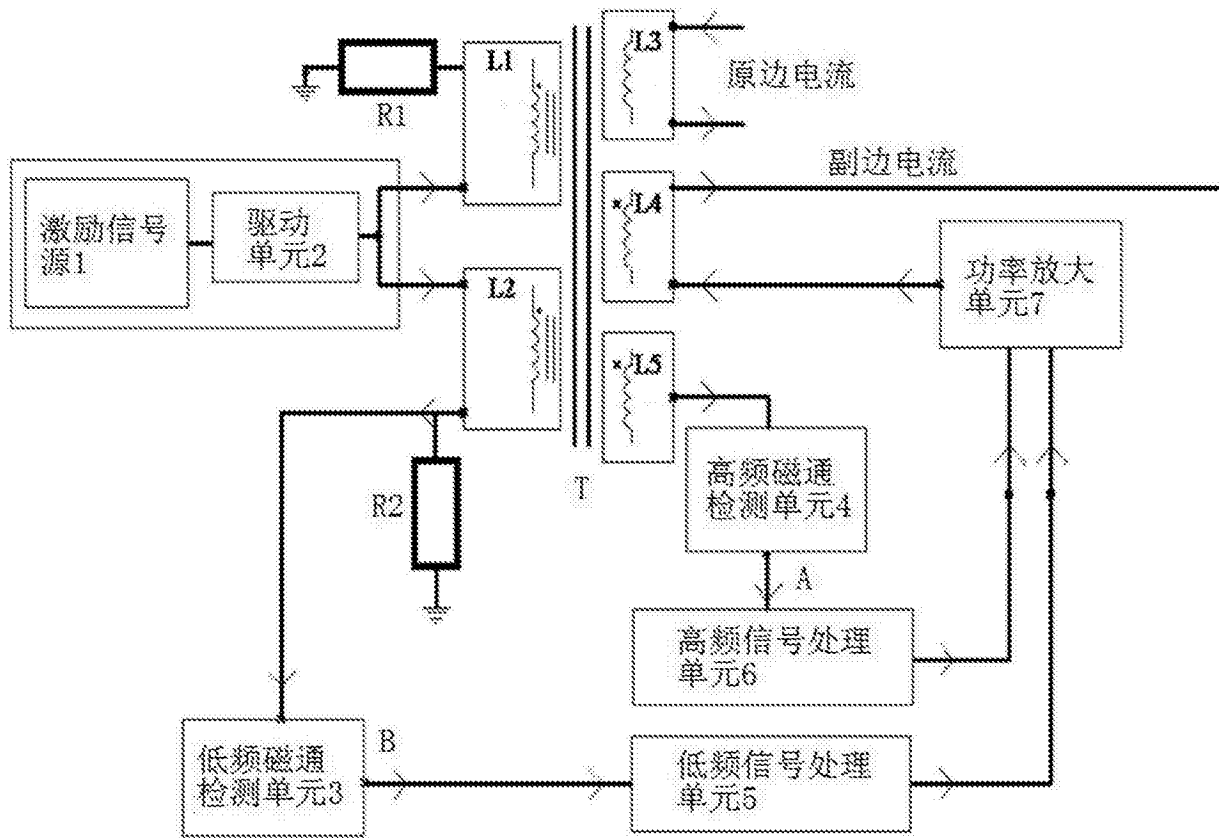 L1
L3
原边电流
R1
副边电流
激励信号
源1
驱动
单元2
L4
功率放大
单元7
L2
L5
T
高频磁通
检测单元4
R2
A
高频信号处理
单元6
B
低频磁通
检测单元3
低频信号处理
单元5